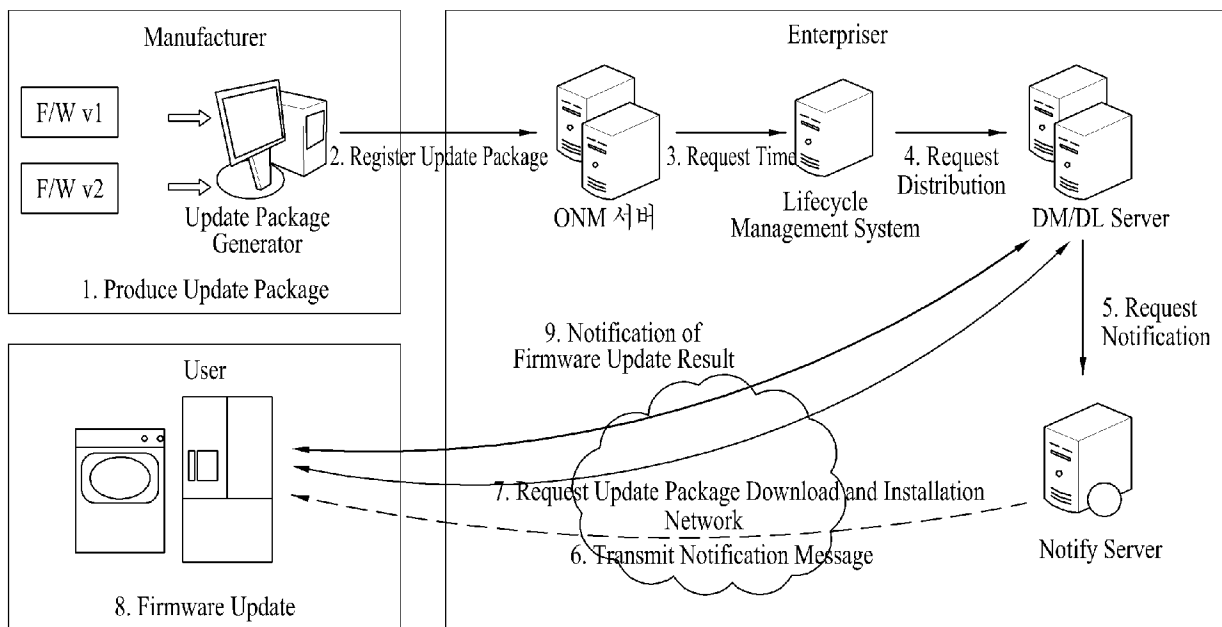 Manufacturer
F/W v1
F/W v2
Update Package
Generator
1. Produce Update Package
2. Register Update Package
Enterpriser
ONM 서버
3. Request Time
Lifecycle
Management System
4. Request
Distribution
DM/DL Server
5. Request
Notification
Notify Server
9. Notification of
Firmware Update Result
7. Request Update Package Download and Installation
Network
6. Transmit Notification Message
User
8. Firmware Update